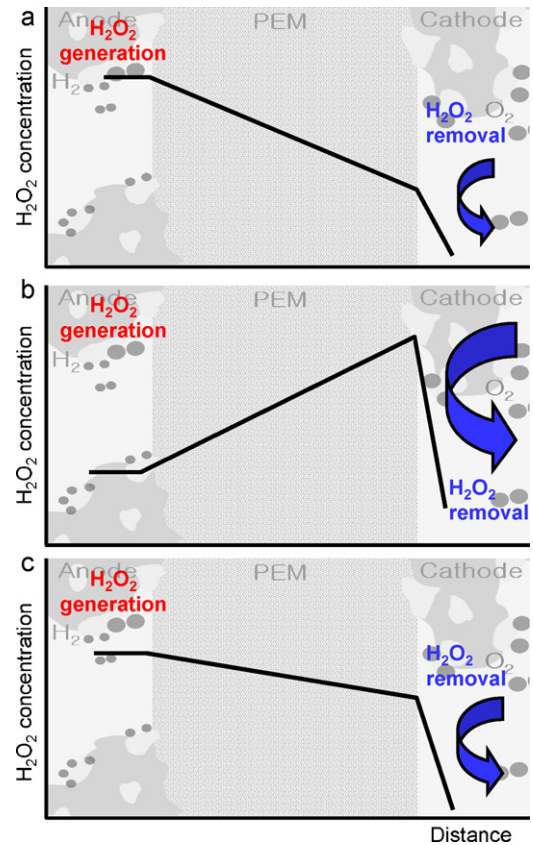 a
Anode
PEM
Cathode
H₂O₂
generation
H₂
O₂
H₂O₂
removal
H₂O₂ concentration
b
Anode
PEM
Cathode
H₂O₂
generation
H₂
O₂
H₂O₂
removal
H₂O₂ concentration
c
Anode
PEM
Cathode
H₂O₂
generation
H₂
O₂
H₂O₂
removal
H₂O₂ concentration
Distance